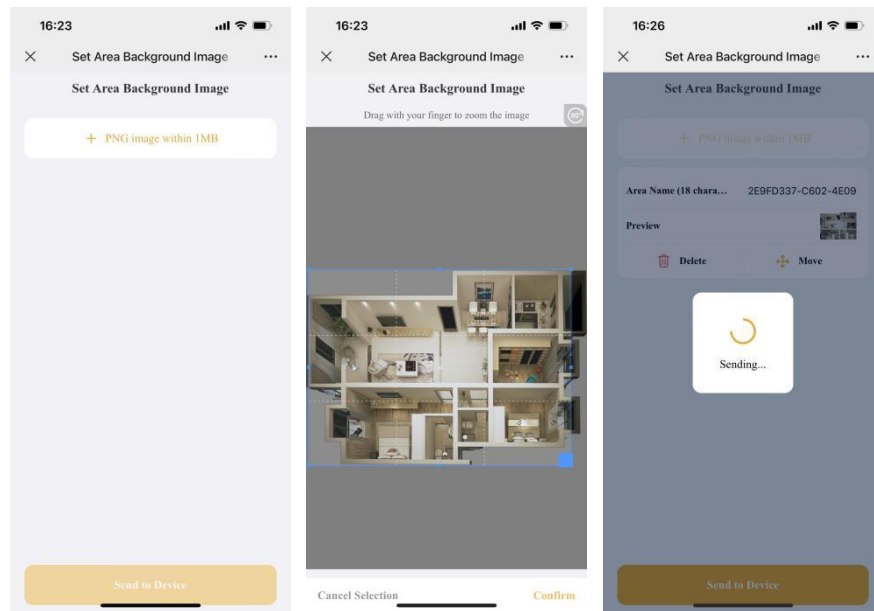 16:23
Set Area Background Image
Set Area Background Image
+ PNG image within 1MB
Send to Device
16:23
Set Area Background Image
Set Area Background Image
Drag with your finger to zoom the image
90°
Cancel Selection
Confirm
16:26
Set Area Background Image
Set Area Background Image
+ PNG image within 1MB
Area Name (18 chara...
2E9FD337-C602-4E09
Preview
Delete
Move
Sending...
Send to Device